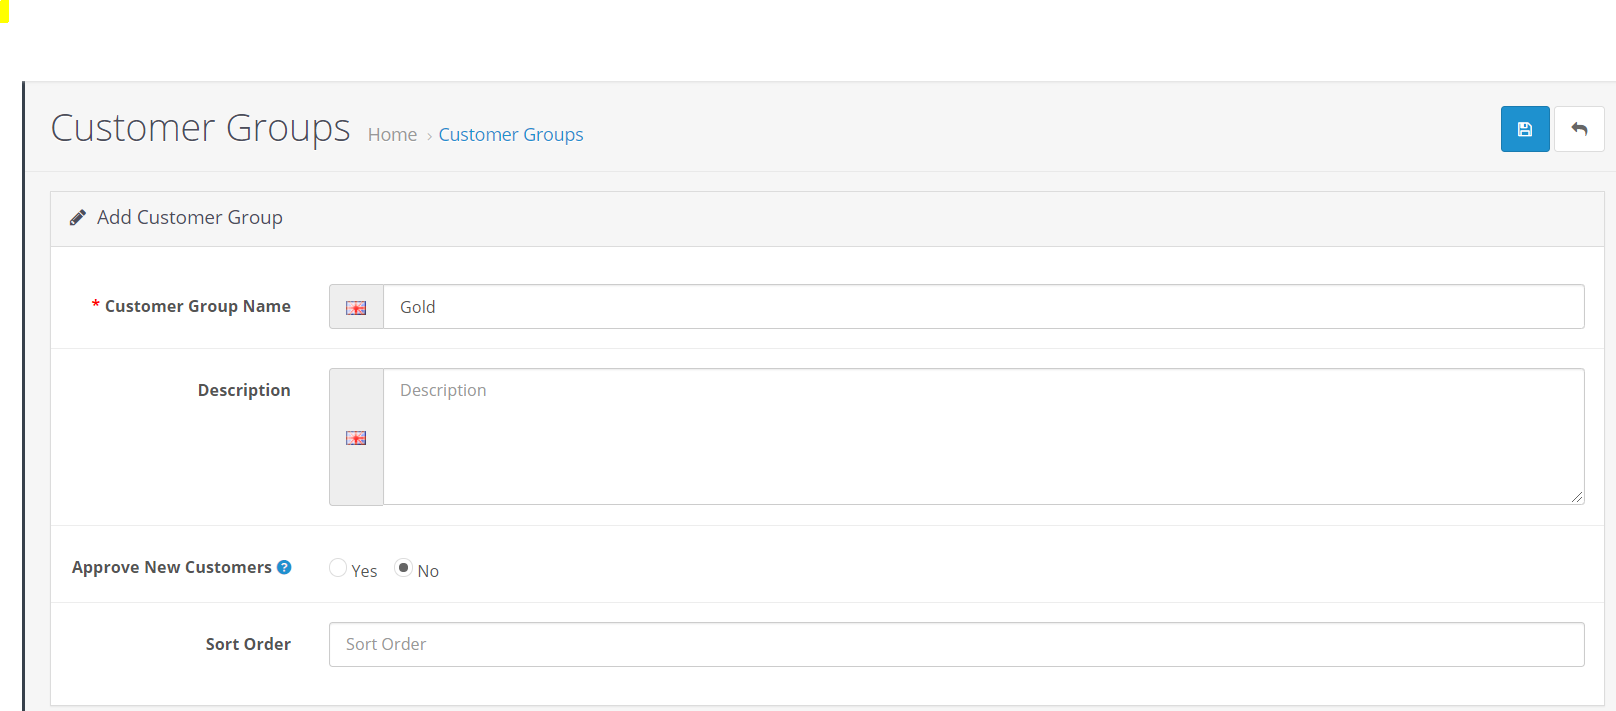 Customer Groups Home › Customer Groups
Add Customer Group
* Customer Group Name Gold
Description Description
Approve New Customers ? Yes No
Sort Order Sort Order